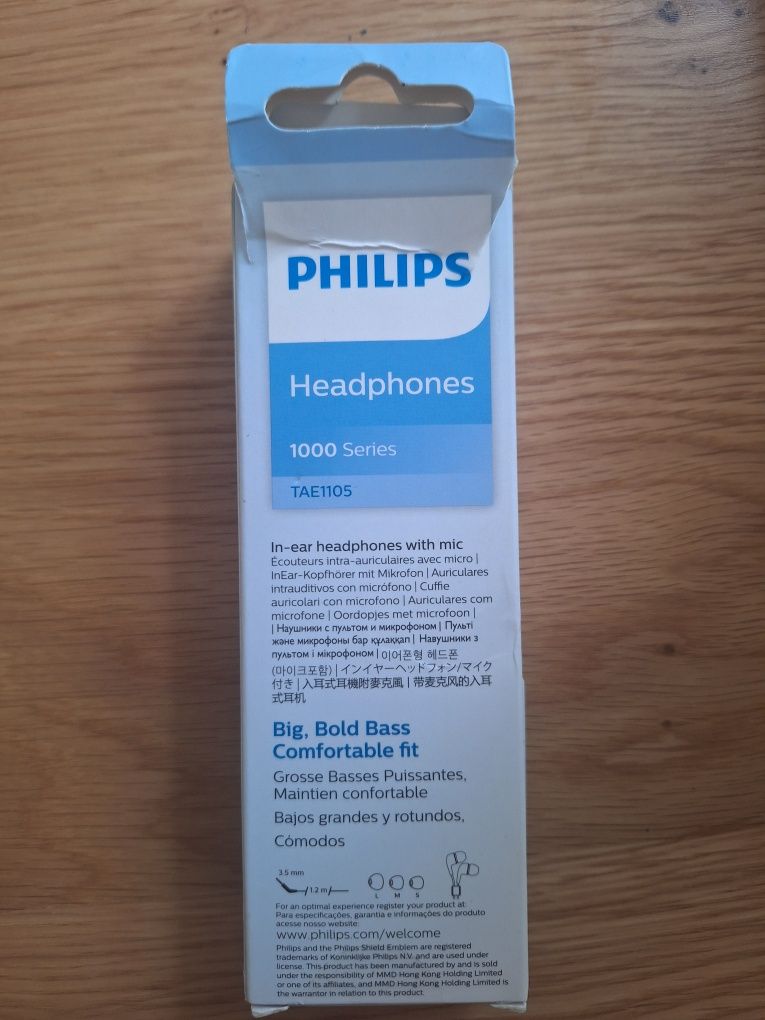 PHILIPS
Headphones
1000 Series
TAE1105
In-ear headphones with mic
Écouteurs intra-auriculaires avec micro |
InEar-Kopfhörer mit Mikrofon | Auriculares
intrauditivos con micrófono | Cuffie
auricolari con microfono | Auriculares com
microfone | Oordopjes met microfoon |
| Наушники с пультом и микрофоном | Пульті
және микрофоны бар құлаққап | Навушники з
пультом і мікрофоном | 이어폰형 헤드폰
(마이크포함) | インイヤーヘッドフォン/マイク
付き | 入耳式耳機附麥克風 | 带麦克风的入耳
式耳机
Big, Bold Bass
Comfortable fit
Grosse Basses Puissantes,
Maintien confortable
Bajos grandes y rotundos,
Cómodos
3.5 mm
1.2 m
L M S
For an optimal experience register your product at:
Para especificações, garantia e informações do produto
acesse nosso website:
www.philips.com/welcome
Philips and the Philips Shield Emblem are registered
trademarks of Koninklijke Philips N.V. and are used under
license. This product has been manufactured by and is sold
under the responsibility of MMD Hong Kong Holding Limited
or one of its affiliates, and MMD Hong Kong Holding Limited is
the warrantor in relation to this product.